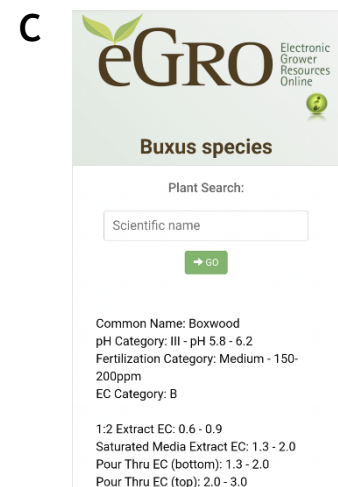 C
eGRO
Electronic
Grower
Resources
Online
Buxus species
Plant Search:
Scientific name
➔ GO
Common Name: Boxwood
pH Category: III - pH 5.8 - 6.2
Fertilization Category: Medium - 150-
200ppm
EC Category: B
1:2 Extract EC: 0.6 - 0.9
Saturated Media Extract EC: 1.3 - 2.0
Pour Thru EC (bottom): 1.3 - 2.0
Pour Thru EC (top): 2.0 - 3.0